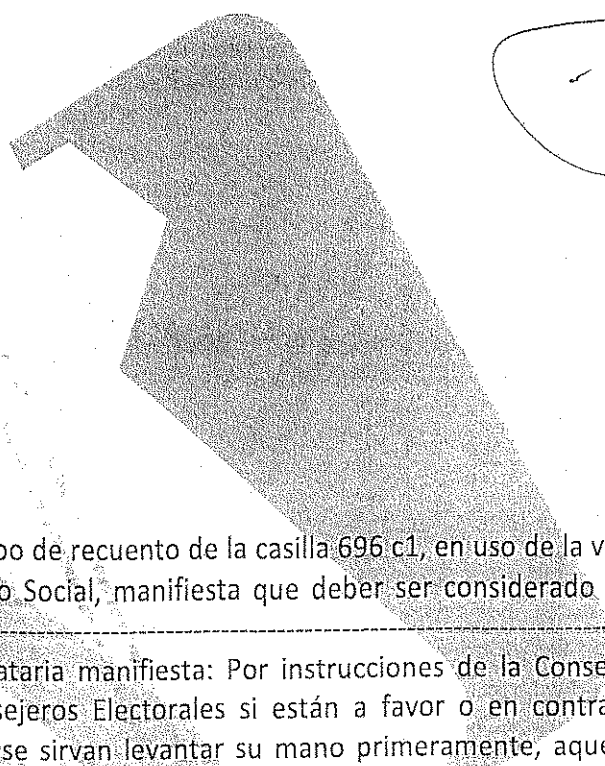 po de recuento de la casilla 696 c1, en uso de la v
o Social, manifiesta que deber ser considerado
ataria manifiesta: Por instrucciones de la Conse
sejeros Electorales si están a favor o en contra
se sirvan levantar su mano primeramente, aque